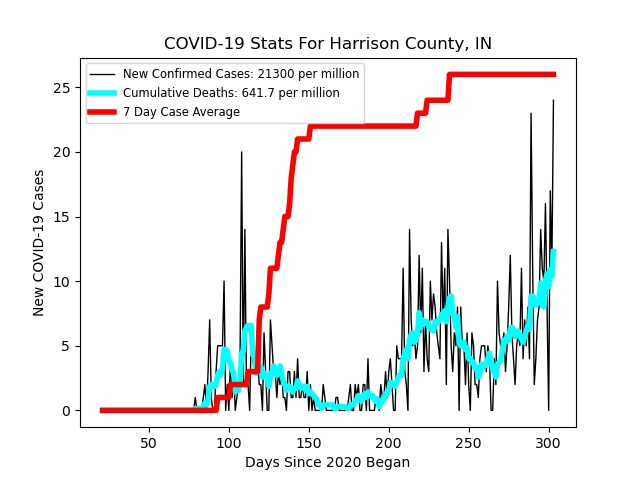 COVID-19 Stats For Harrison County, IN
New Confirmed Cases: 21300 per million
Cumulative Deaths: 641.7 per million
7 Day Case Average
New COVID-19 Cases
25
20
15
10
5
0
50 100 150 200 250 300
Days Since 2020 Began